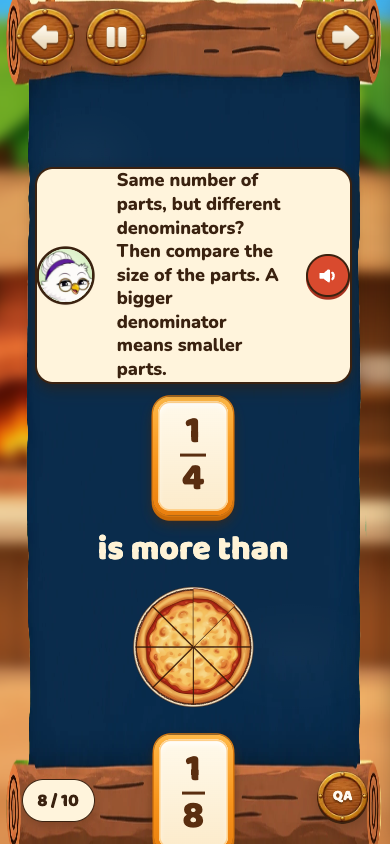 Same number of
parts, but different
denominators?
Then compare the
size of the parts. A
bigger
denominator
means smaller
parts.
1
4
is more than
1
8
8 / 10
QA